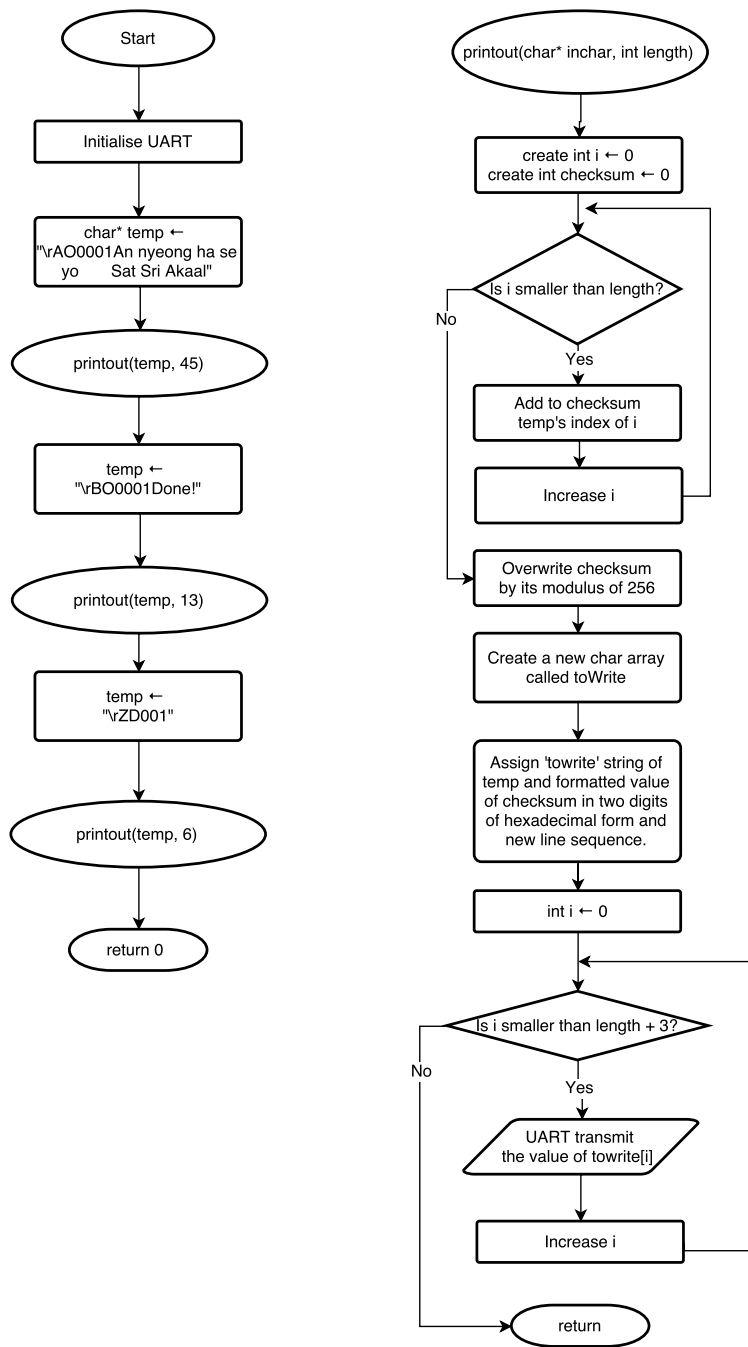 Start
Initialise UART
char* temp ←
"\rAO0001An nyeong ha se
yo Sat Sri Akaal"
printout(temp, 45)
temp ←
"\rBO0001Done!"
printout(temp, 13)
temp ←
"\rZD001"
printout(temp, 6)
return 0
printout(char* inchar, int length)
create int i ← 0
create int checksum ← 0
Is i smaller than length?
No
Yes
Add to checksum
temp's index of i
Increase i
Overwrite checksum
by its modulus of 256
Create a new char array
called toWrite
Assign 'towrite' string of
temp and formatted value
of checksum in two digits
of hexadecimal form and
new line sequence.
int i ← 0
Is i smaller than length + 3?
No
Yes
UART transmit
the value of towrite[i]
Increase i
return